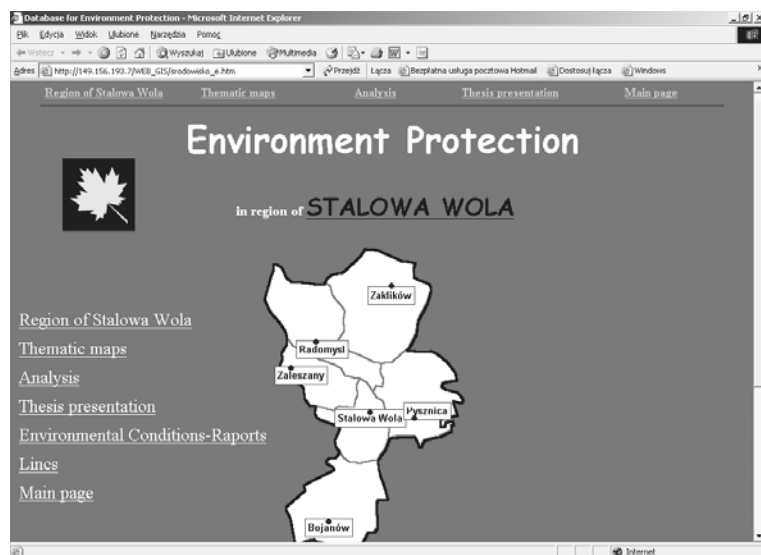 Database for Environment Protection - Microsoft Internet Explorer
Plik Edycja Widok Ulubione Narzędzia Pomoc
Wstecz Wyszukaj Ulubione Multimedia
Adres http://149.156.193.7/WEB_GIS/srodowisko_e.htm Przejdź Łącza Bezpłatna usługa pocztowa Hotmail Dostosuj łącza Windows
Region of Stalowa Wola Thematic maps Analysis Thesis presentation Main page
Environment Protection
in region of STALOWA WOLA
Zaklików
Region of Stalowa Wola
Thematic maps
Radomysl
Analysis
Zaleszany
Thesis presentation
Stalowa Wola
Pysznica
Environmental Conditions-Raports
Lincs
Main page
Bojanów
Internet